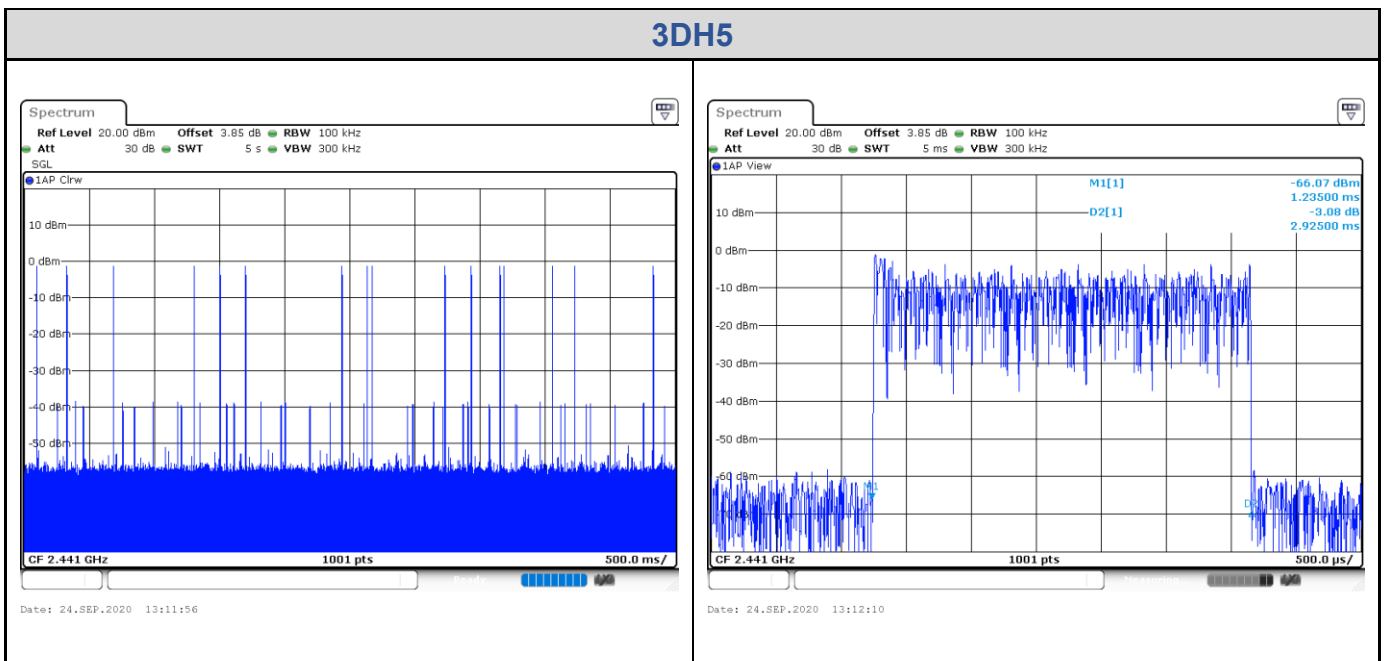 3DH5
Spectrum
Ref Level 20.00 dBm Offset 3.85 dB RBW 100 kHz
Att 30 dB SWT 5 s VBW 300 kHz
SGL
1AP Clrw
10 dBm
0 dBm
-10 dBm
-20 dBm
-30 dBm
-40 dBm
-50 dBm
CF 2.441 GHz 1001 pts 500.0 ms/
Ready
Date: 24.SEP.2020 13:11:56
Spectrum
Ref Level 20.00 dBm Offset 3.85 dB RBW 100 kHz
Att 30 dB SWT 5 ms VBW 300 kHz
1AP View
M1[1] -66.07 dBm
1.23500 ms
D2[1] -3.08 dB
2.92500 ms
10 dBm
0 dBm
-10 dBm
-20 dBm
-30 dBm
-40 dBm
-50 dBm
-60 dBm
M1
D2
CF 2.441 GHz 1001 pts 500.0 µs/
Measuring
Date: 24.SEP.2020 13:12:10